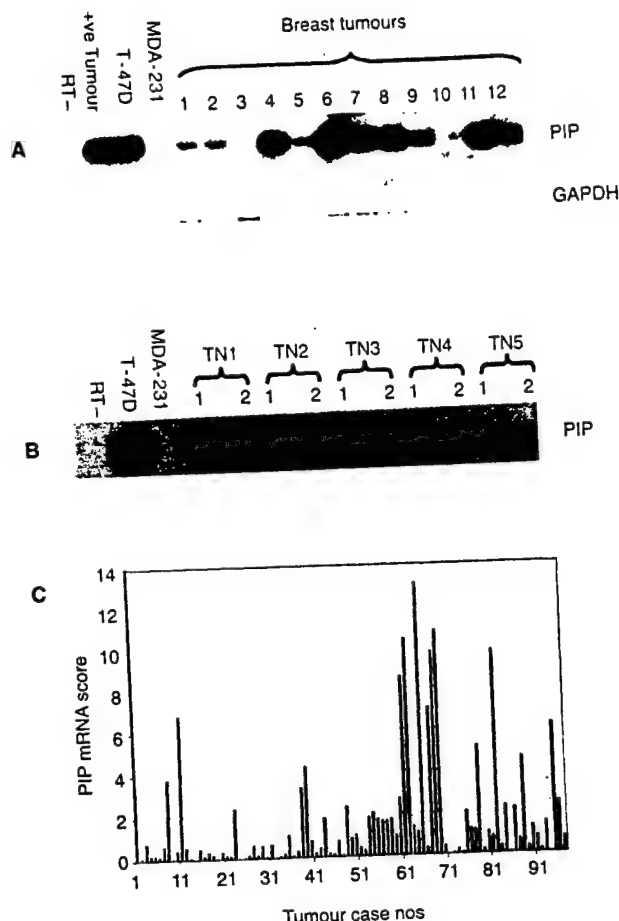 Breast tumours
RT–
+ve Tumour
T-47D
MDA-231
1 2 3 4 5 6 7 8 9 10 11 12
A
PIP
GAPDH
RT–
T-47D
MDA-231
TN1 TN2 TN3 TN4 TN5
1 2 1 2 1 2 1 2 1 2
B
PIP
C
PIP mRNA score
14
12
10
8
6
4
2
0
1 11 21 31 41 51 61 71 81 91
Tumour case nos